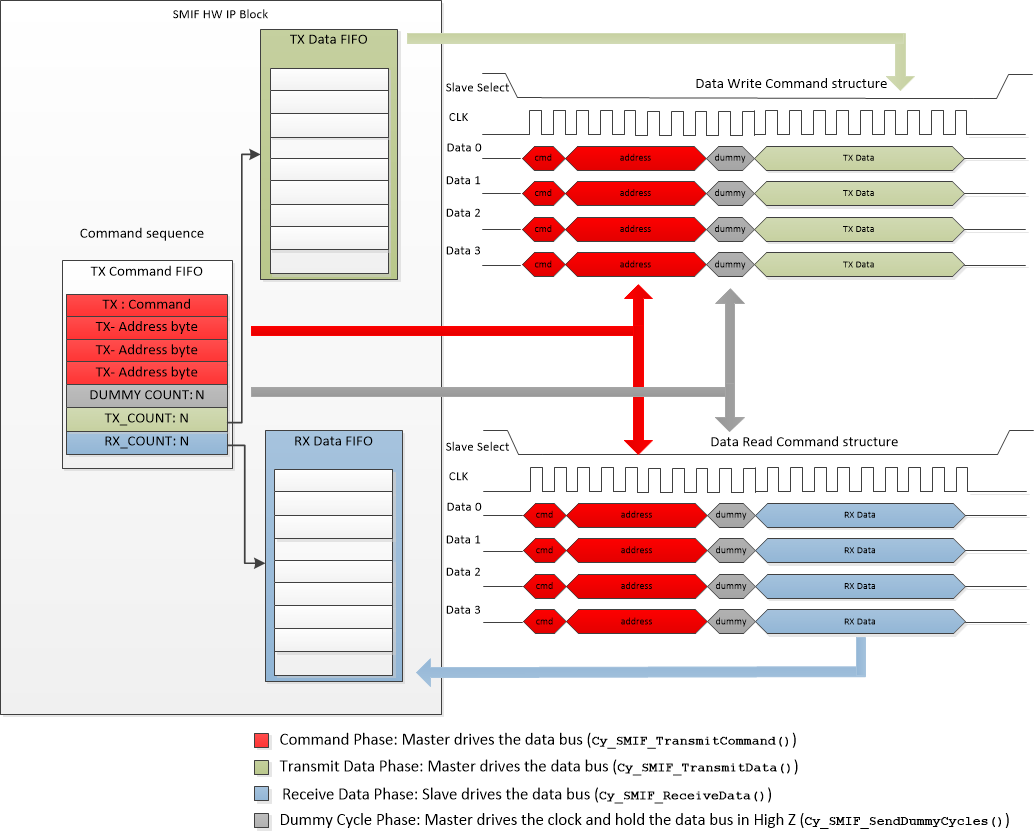 SMIF HW IP Block
TX Data FIFO
Command sequence
TX Command FIFO
TX : Command
TX- Address byte
TX- Address byte
TX- Address byte
DUMMY COUNT: N
TX_COUNT: N
RX_COUNT: N
RX Data FIFO
Slave Select
Data Write Command structure
CLK
Data 0
cmd address dummy TX Data
Data 1
cmd address dummy TX Data
Data 2
cmd address dummy TX Data
Data 3
cmd address dummy TX Data
Slave Select
Data Read Command structure
CLK
Data 0
cmd address dummy RX Data
Data 1
cmd address dummy RX Data
Data 2
cmd address dummy RX Data
Data 3
cmd address dummy RX Data
Command Phase: Master drives the data bus (Cy_SMIF_TransmitCommand())
Transmit Data Phase: Master drives the data bus (Cy_SMIF_TransmitData())
Receive Data Phase: Slave drives the data bus (Cy_SMIF_ReceiveData())
Dummy Cycle Phase: Master drives the clock and hold the data bus in High Z (Cy_SMIF_SendDummyCycles())